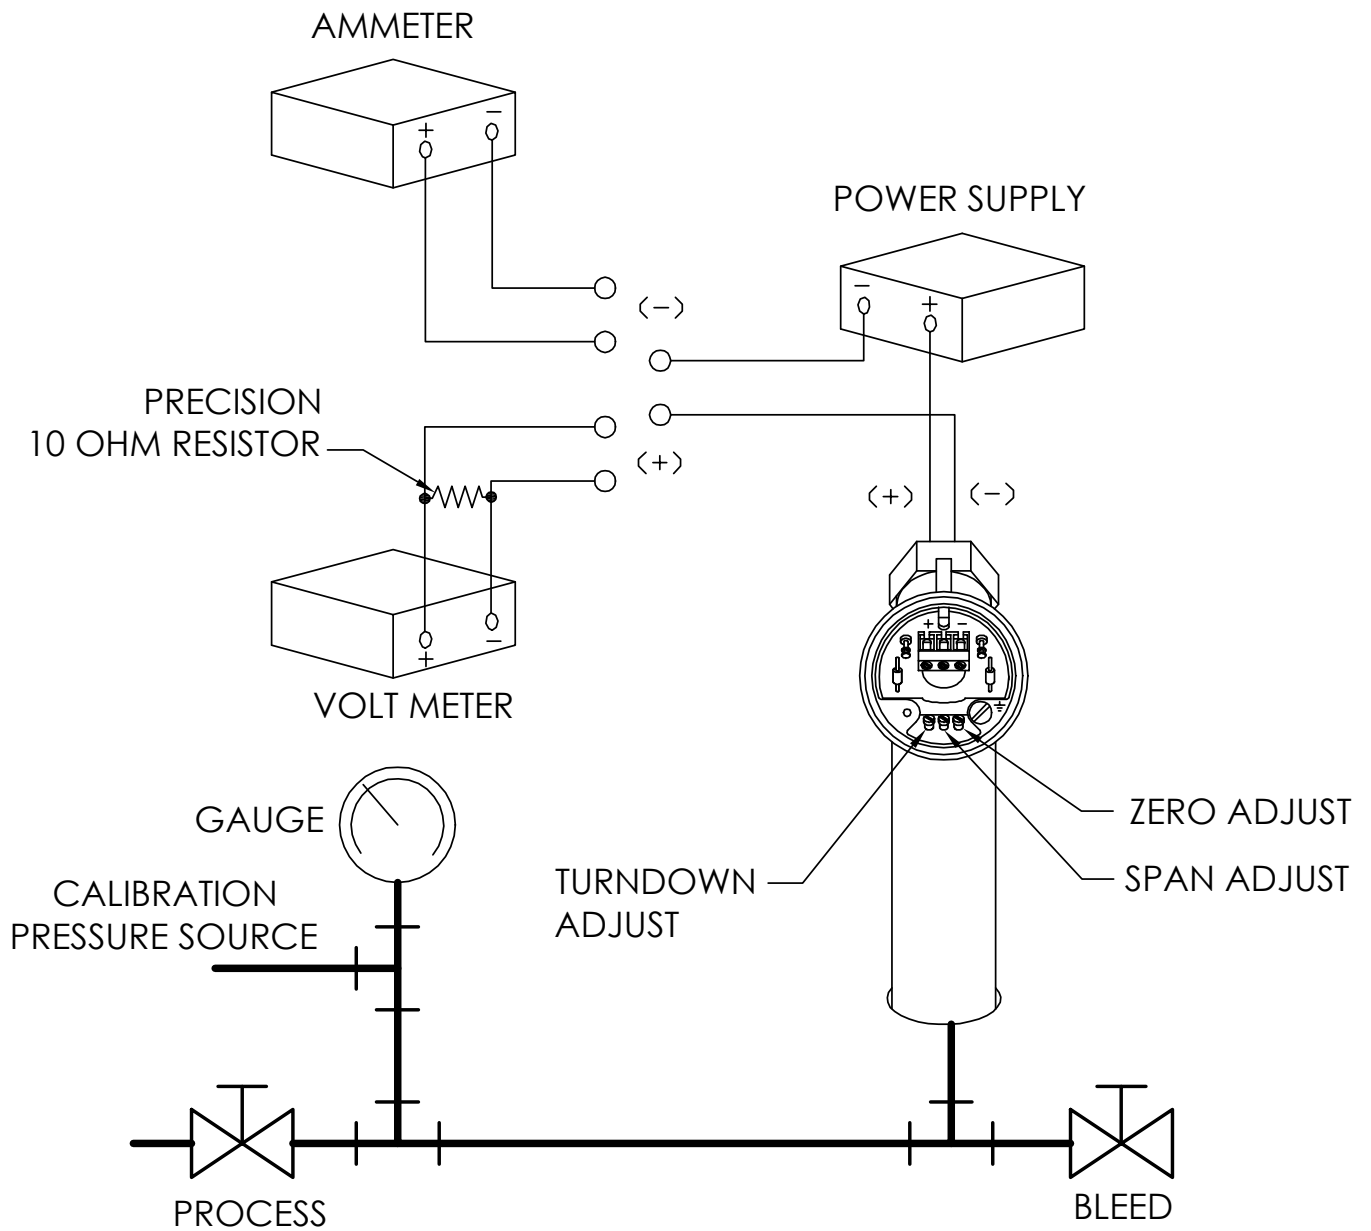 AMMETER
+ −
POWER SUPPLY
− +
(−)
PRECISION
10 OHM RESISTOR
(+)
(+) (−)
+ −
+ −
VOLT METER
GAUGE
ZERO ADJUST
TURNDOWN
ADJUST
SPAN ADJUST
CALIBRATION
PRESSURE SOURCE
PROCESS
BLEED